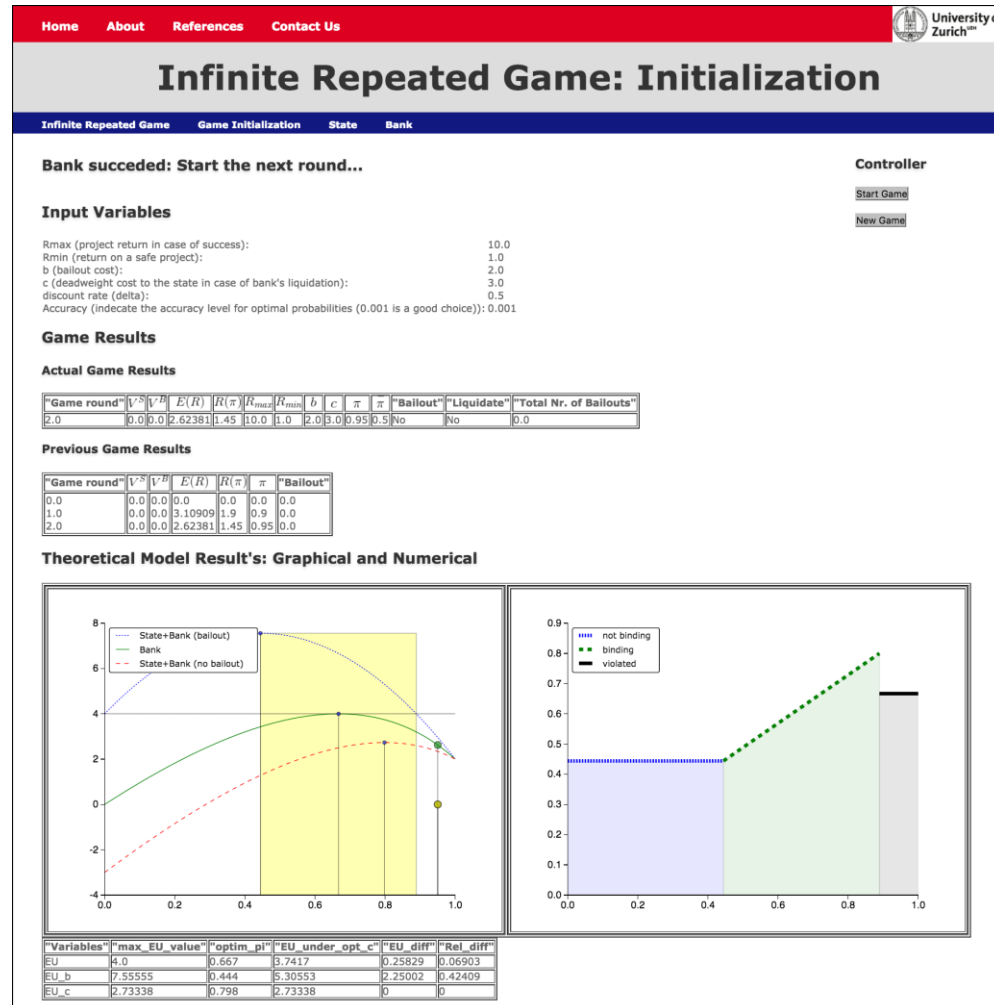 Home About References Contact Us
University o
Zurich UZH
Infinite Repeated Game: Initialization
Infinite Repeated Game Game Initialization State Bank
Bank succeded: Start the next round...
Controller
Start Game
New Game
Input Variables
Rmax (project return in case of success): 10.0
Rmin (return on a safe project): 1.0
b (bailout cost): 2.0
c (deadweight cost to the state in case of bank's liquidation): 3.0
discount rate (delta): 0.5
Accuracy (indecate the accuracy level for optimal probabilities (0.001 is a good choice)): 0.001
Game Results
Actual Game Results
"Game round" V^S V^B E(R) R(π) R_max R_min b c π π̅ "Bailout" "Liquidate" "Total Nr. of Bailouts"
2.0 0.0 0.0 2.62381 1.45 10.0 1.0 2.0 3.0 0.95 0.5 No No 0.0
Previous Game Results
"Game round" V^S V^B E(R) R(π) π "Bailout"
0.0 0.0 0.0 0.0 0.0 0.0 0.0
1.0 0.0 0.0 3.10909 1.9 0.9 0.0
2.0 0.0 0.0 2.62381 1.45 0.95 0.0
Theoretical Model Result's: Graphical and Numerical
8
6
4
2
0
-2
-4
0.0 0.2 0.4 0.6 0.8 1.0
State+Bank (bailout)
Bank
State+Bank (no bailout)
0.9
0.8
0.7
0.6
0.5
0.4
0.3
0.2
0.1
0.0
0.0 0.2 0.4 0.6 0.8 1.0
not binding
binding
violated
"Variables" "max_EU_value" "optim_pi" "EU_under_opt_c" "EU_diff" "Rel_diff"
EU 4.0 0.667 3.7417 0.25829 0.06903
EU_b 7.55555 0.444 5.30553 2.25002 0.42409
EU_c 2.73338 0.798 2.73338 0 0